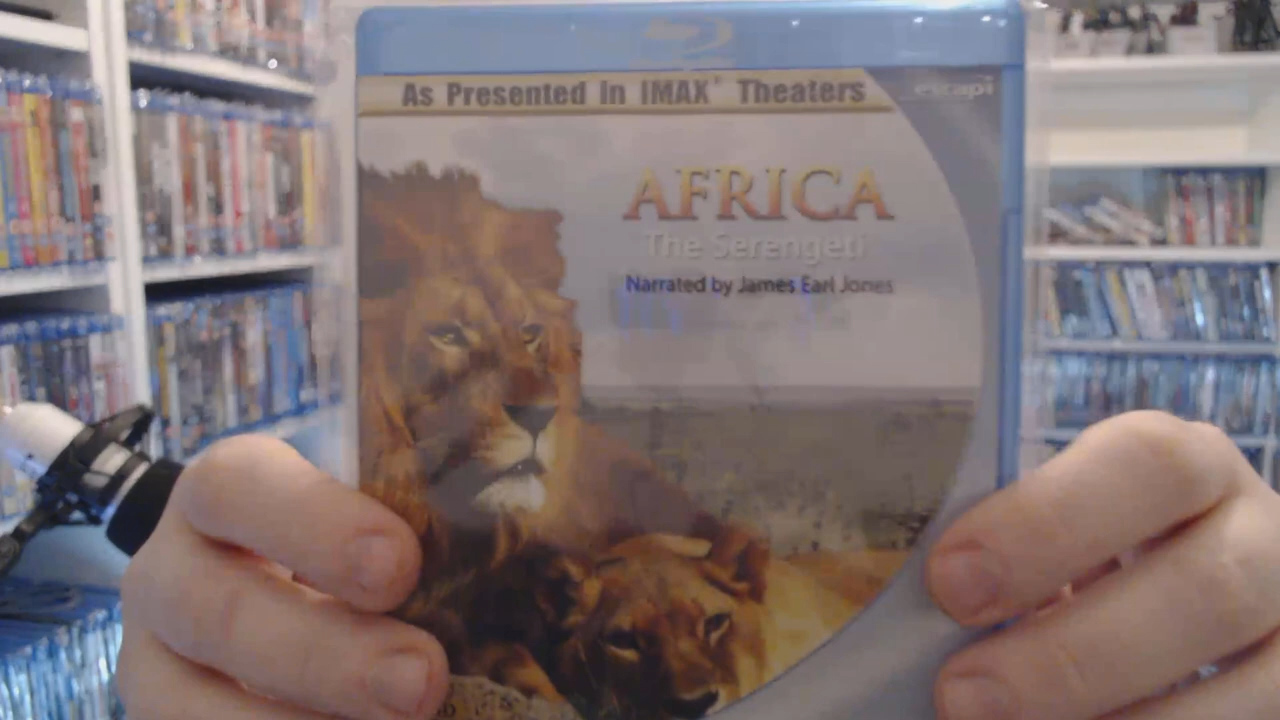 As Presented in IMAX® Theaters
escapi
AFRICA
The Serengeti
Narrated by James Earl Jones